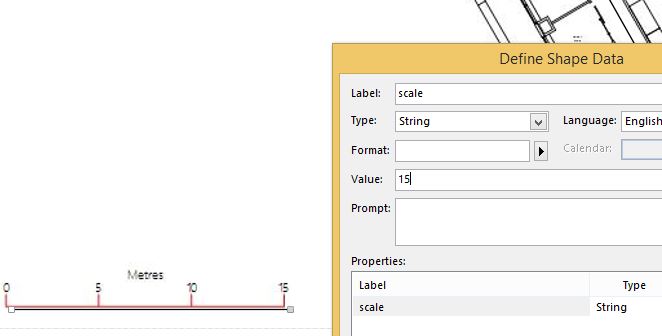 Define Shape Data
Label: scale
Type: String Language: English
Format: Calendar:
Value: 15
Prompt:
Properties:
Label Type
scale String
Metres
0 5 10 15